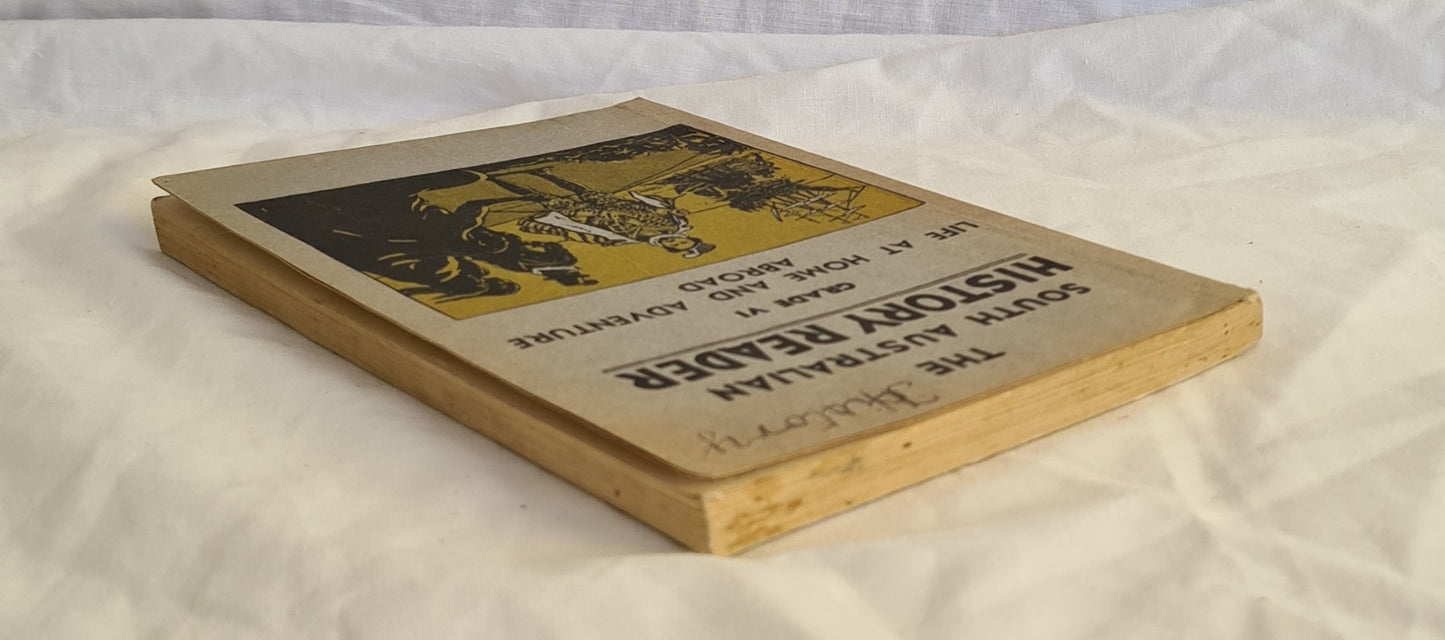 History
THE
SOUTH AUSTRALIAN
HISTORY READER
GRADE VI
LIFE AT HOME AND ADVENTURE
ABROAD